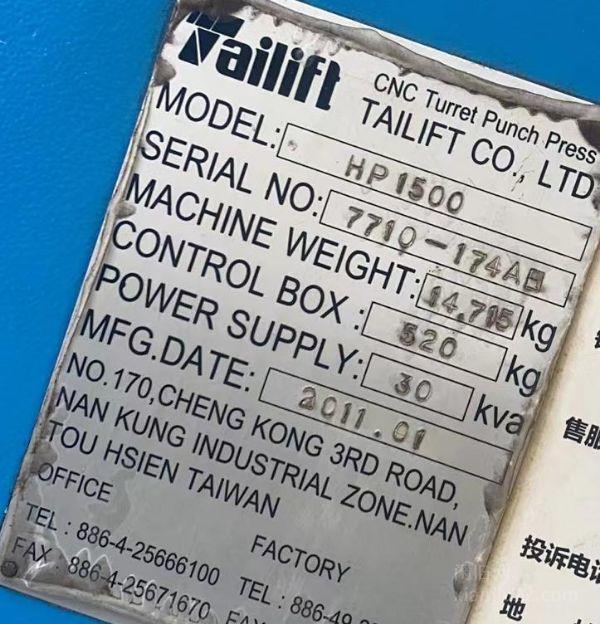 Tailift
CNC Turret Punch Press
TAILIFT CO., LTD
MODEL: HP1500
SERIAL NO: 7710-174AH
MACHINE WEIGHT: 14,715 kg
CONTROL BOX : 520 kg
POWER SUPPLY: 30 kva
MFG.DATE: 2011.01
NO.170,CHENG KONG 3RD ROAD,
NAN KUNG INDUSTRIAL ZONE.NAN
TOU HSIEN TAIWAN
OFFICE
FACTORY
TEL : 886-4-25666100
TEL : 886-49-
FAX : 886-4-25671670
FAX
售服
投诉电话
地